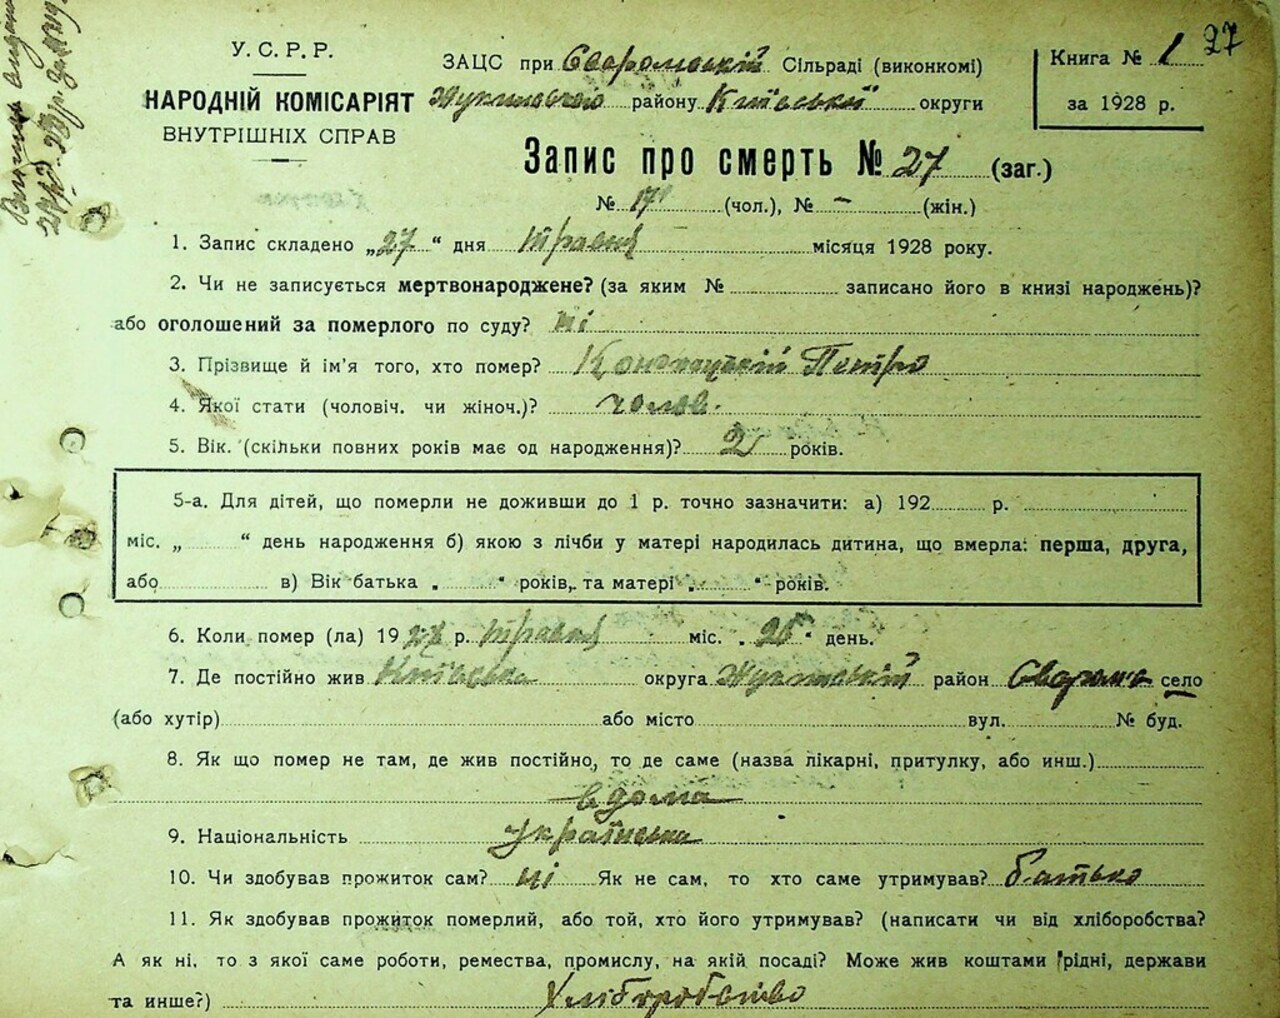 27
У. С. Р. Р.
НАРОДНІЙ КОМІСАРІЯТ
ВНУТРІШНІХ СПРАВ
ЗАЦС при Сваромській Сільраді (виконкомі)
району Київської округи
Книга № 1
за 1928 р.
Запис про смерть № 27 (заг.)
№ 17 (чол.), № – (жін.)
1. Запис складено „27“ дня травня місяця 1928 року.
2. Чи не записується мертвонароджене? (за яким № записано його в книзі народжень)?
або оголошений за померлого по суду? ні
3. Прізвище й ім'я того, хто помер? Петро
4. Якої стати (чоловіч. чи жіноч.)? чолов.
5. Вік. (скільки повних років має од народження)? 2 років.
5-а. Для дітей, що померли не доживши до 1 р. точно зазначити: а) 192 р.
міс. „ “ день народження б) якою з лічби у матері народилась дитина, що вмерла: перша, друга,
або в) Вік батька „ “ років, та матері „ “ років.
6. Коли помер (ла) 1928 р. травня міс. „ “ день.
7. Де постійно жив Київська округа район Сваром'є село
(або хутір) або місто вул. № буд.
8. Як що помер не там, де жив постійно, то де саме (назва лікарні, притулку, або инш.)
вдома
9. Національність українська
10. Чи здобував прожиток сам? ні Як не сам, то хто саме утримував? батько
11. Як здобував прожиток померлий, або той, хто його утримував? (написати чи від хліборобства?
А як ні, то з якої саме роботи, ремества, промислу, на якій посаді? Може жив коштами рідні, держави
та инше?) Хліборобство